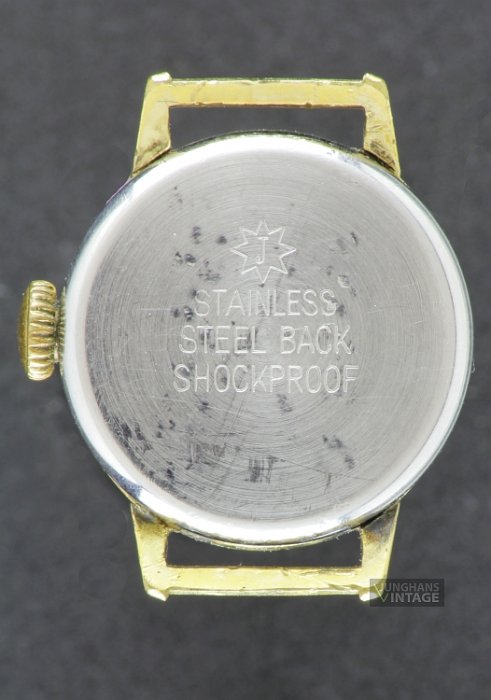 J
STAINLESS
STEEL BACK
SHOCKPROOF
JUNGHANS
VINTAGE